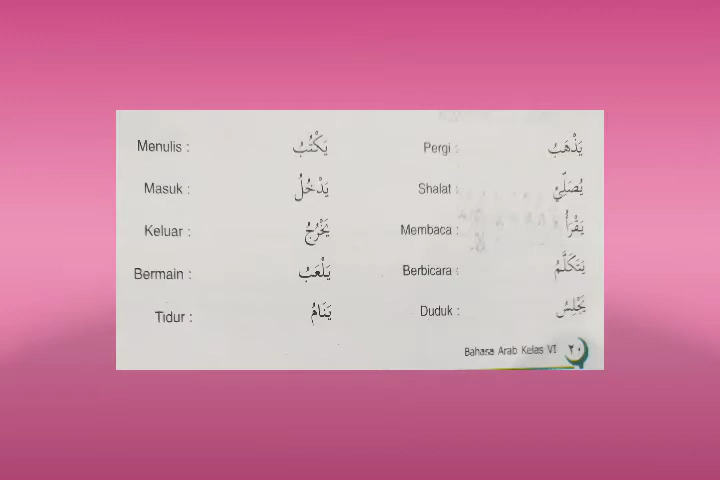 يَذْهَبُ : Pergi يَكْتُبُ : Menulis
يُصَلِّيْ : Shalat يَدْخُلُ : Masuk
يَقْرَأُ : Membaca يَخْرُجُ : Keluar
يَتَكَلَّمُ : Berbicara يَلْعَبُ : Bermain
يَجْلِسُ : Duduk يَنَامُ : Tidur
Bahasa Arab Kelas VI ٢٠